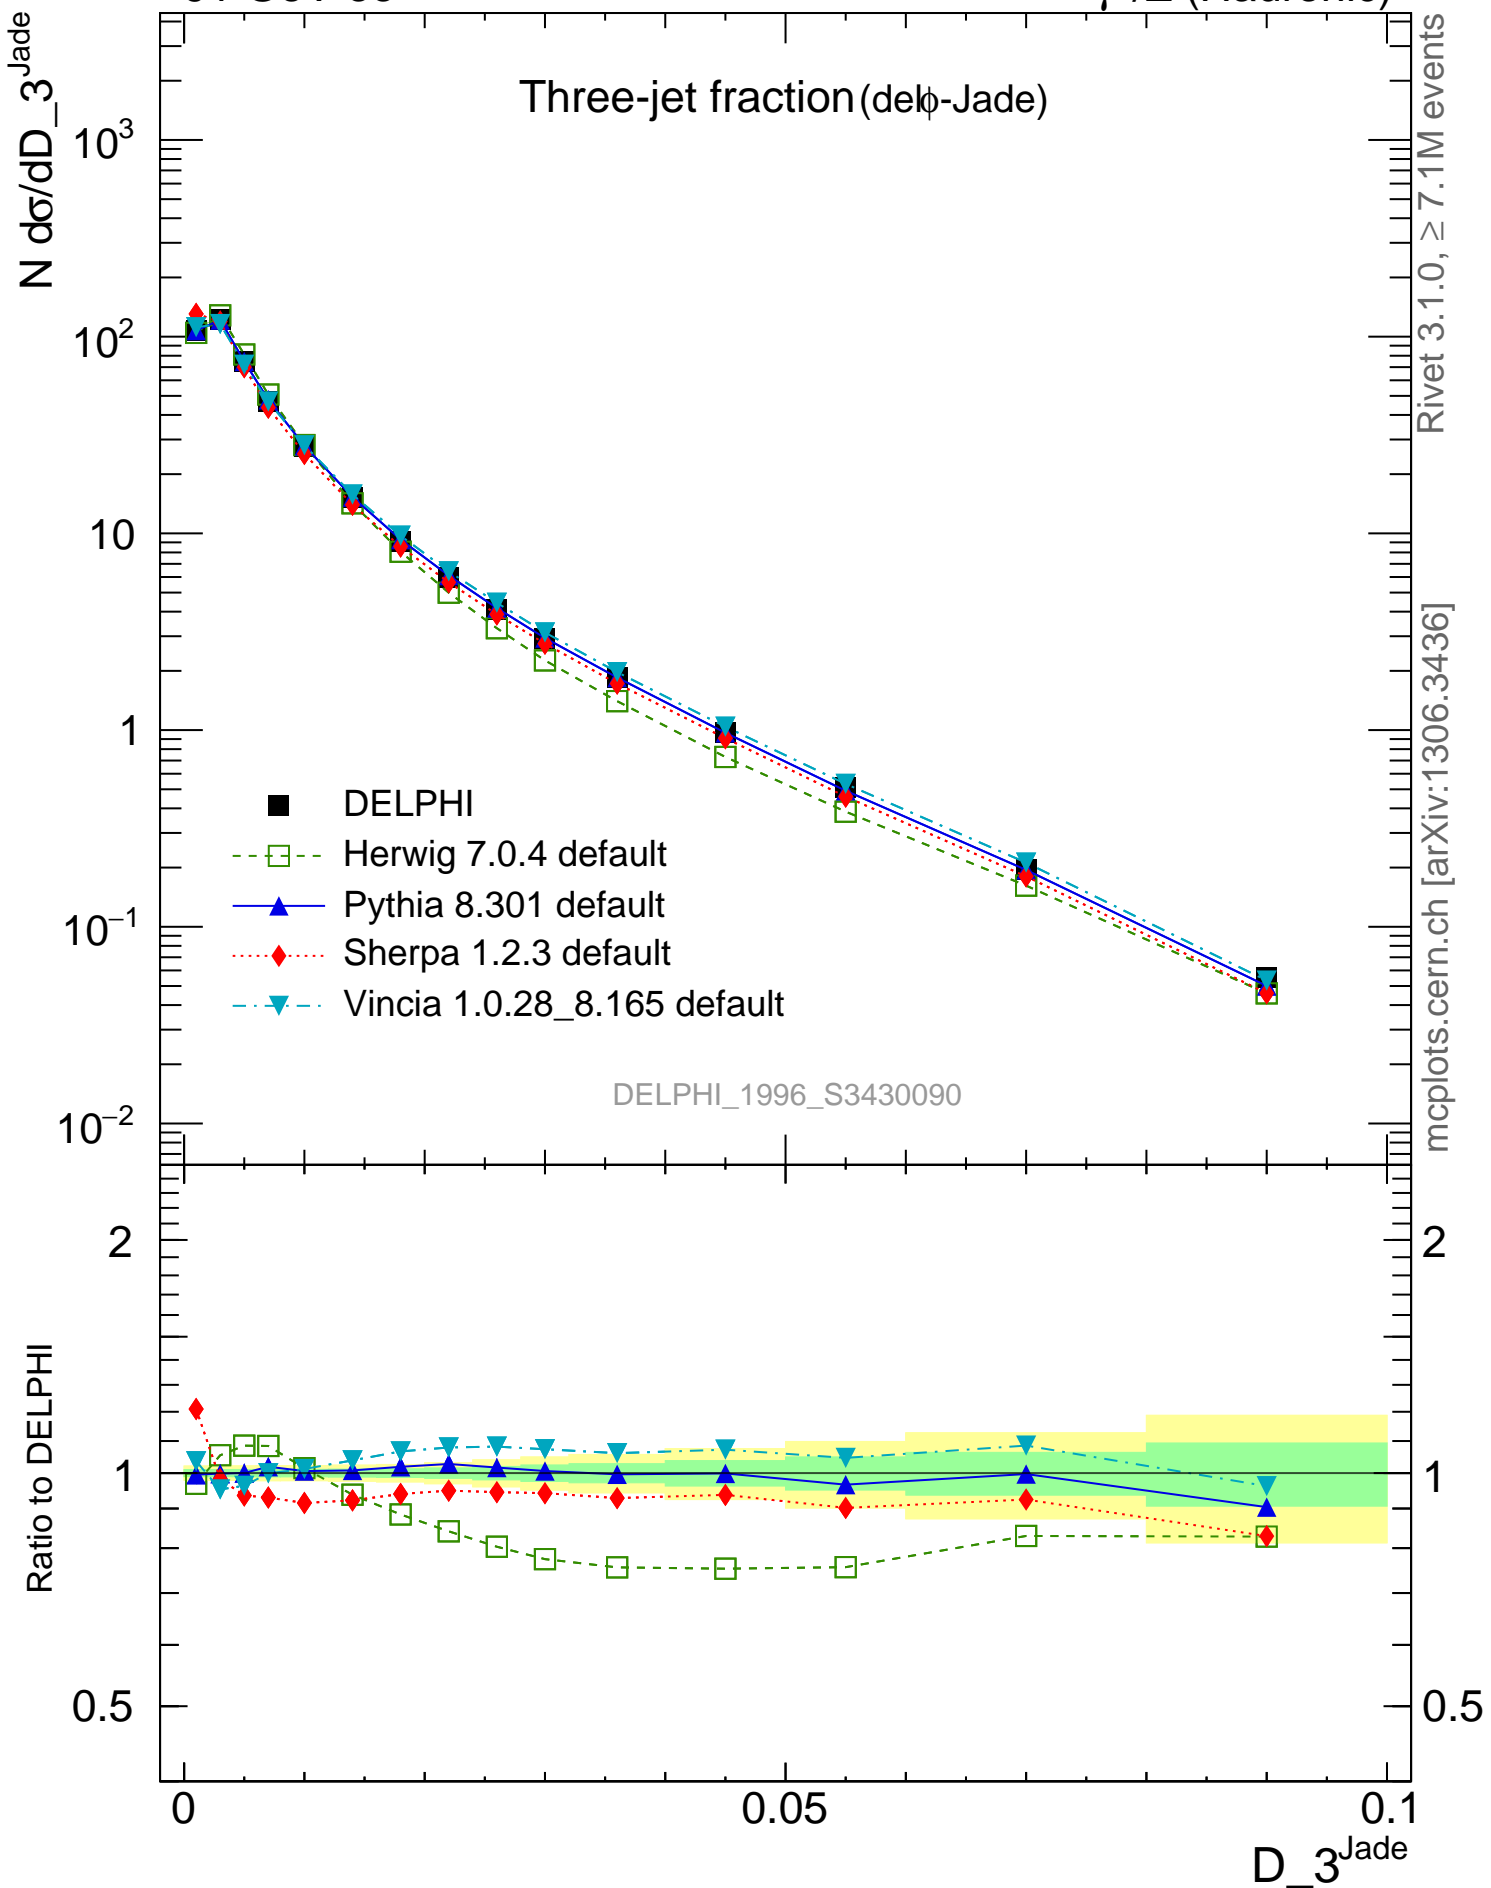 Three-jet fraction (delϕ-Jade)
N dσ/dD_3^Jade
10^3
10^2
10
1
10^−1
10^−2
DELPHI
Herwig 7.0.4 default
Pythia 8.301 default
Sherpa 1.2.3 default
Vincia 1.0.28_8.165 default
DELPHI_1996_S3430090
Rivet 3.1.0, ≥ 7.1M events
mcplots.cern.ch [arXiv:1306.3436]
Ratio to DELPHI
2
1
0.5
2
1
0.5
0
0.05
0.1
D_3^Jade